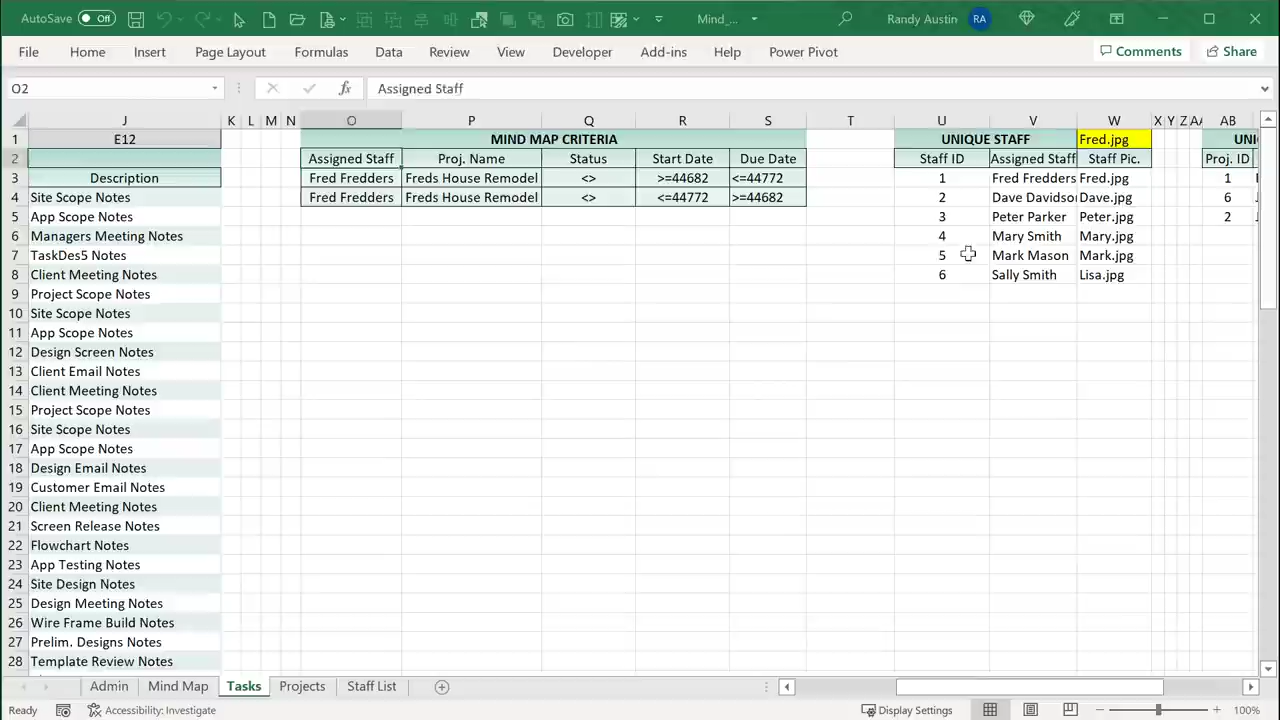 AutoSave Off Mind_... Randy Austin RA
File Home Insert Page Layout Formulas Data Review View Developer Add-ins Help Power Pivot Comments Share
O2 fx Assigned Staff
J K L M N O P Q R S T U V W X Y Z AB
1 E12 MIND MAP CRITERIA UNIQUE STAFF Fred.jpg UNI
2 Assigned Staff Proj. Name Status Start Date Due Date Staff ID Assigned Staff Staff Pic. Proj. ID
3 Description Fred Fredders Freds House Remodel <> >=44682 <=44772 1 Fred Fredders Fred.jpg 1
4 Site Scope Notes Fred Fredders Freds House Remodel <> <=44772 >=44682 2 Dave Davidso Dave.jpg 6
5 App Scope Notes 3 Peter Parker Peter.jpg 2
6 Managers Meeting Notes 4 Mary Smith Mary.jpg
7 TaskDes5 Notes 5 Mark Mason Mark.jpg
8 Client Meeting Notes 6 Sally Smith Lisa.jpg
9 Project Scope Notes
10 Site Scope Notes
11 App Scope Notes
12 Design Screen Notes
13 Client Email Notes
14 Client Meeting Notes
15 Project Scope Notes
16 Site Scope Notes
17 App Scope Notes
18 Design Email Notes
19 Customer Email Notes
20 Client Meeting Notes
21 Screen Release Notes
22 Flowchart Notes
23 App Testing Notes
24 Site Design Notes
25 Design Meeting Notes
26 Wire Frame Build Notes
27 Prelim. Designs Notes
28 Template Review Notes
Admin Mind Map Tasks Projects Staff List
Ready Accessibility: Investigate Display Settings 100%